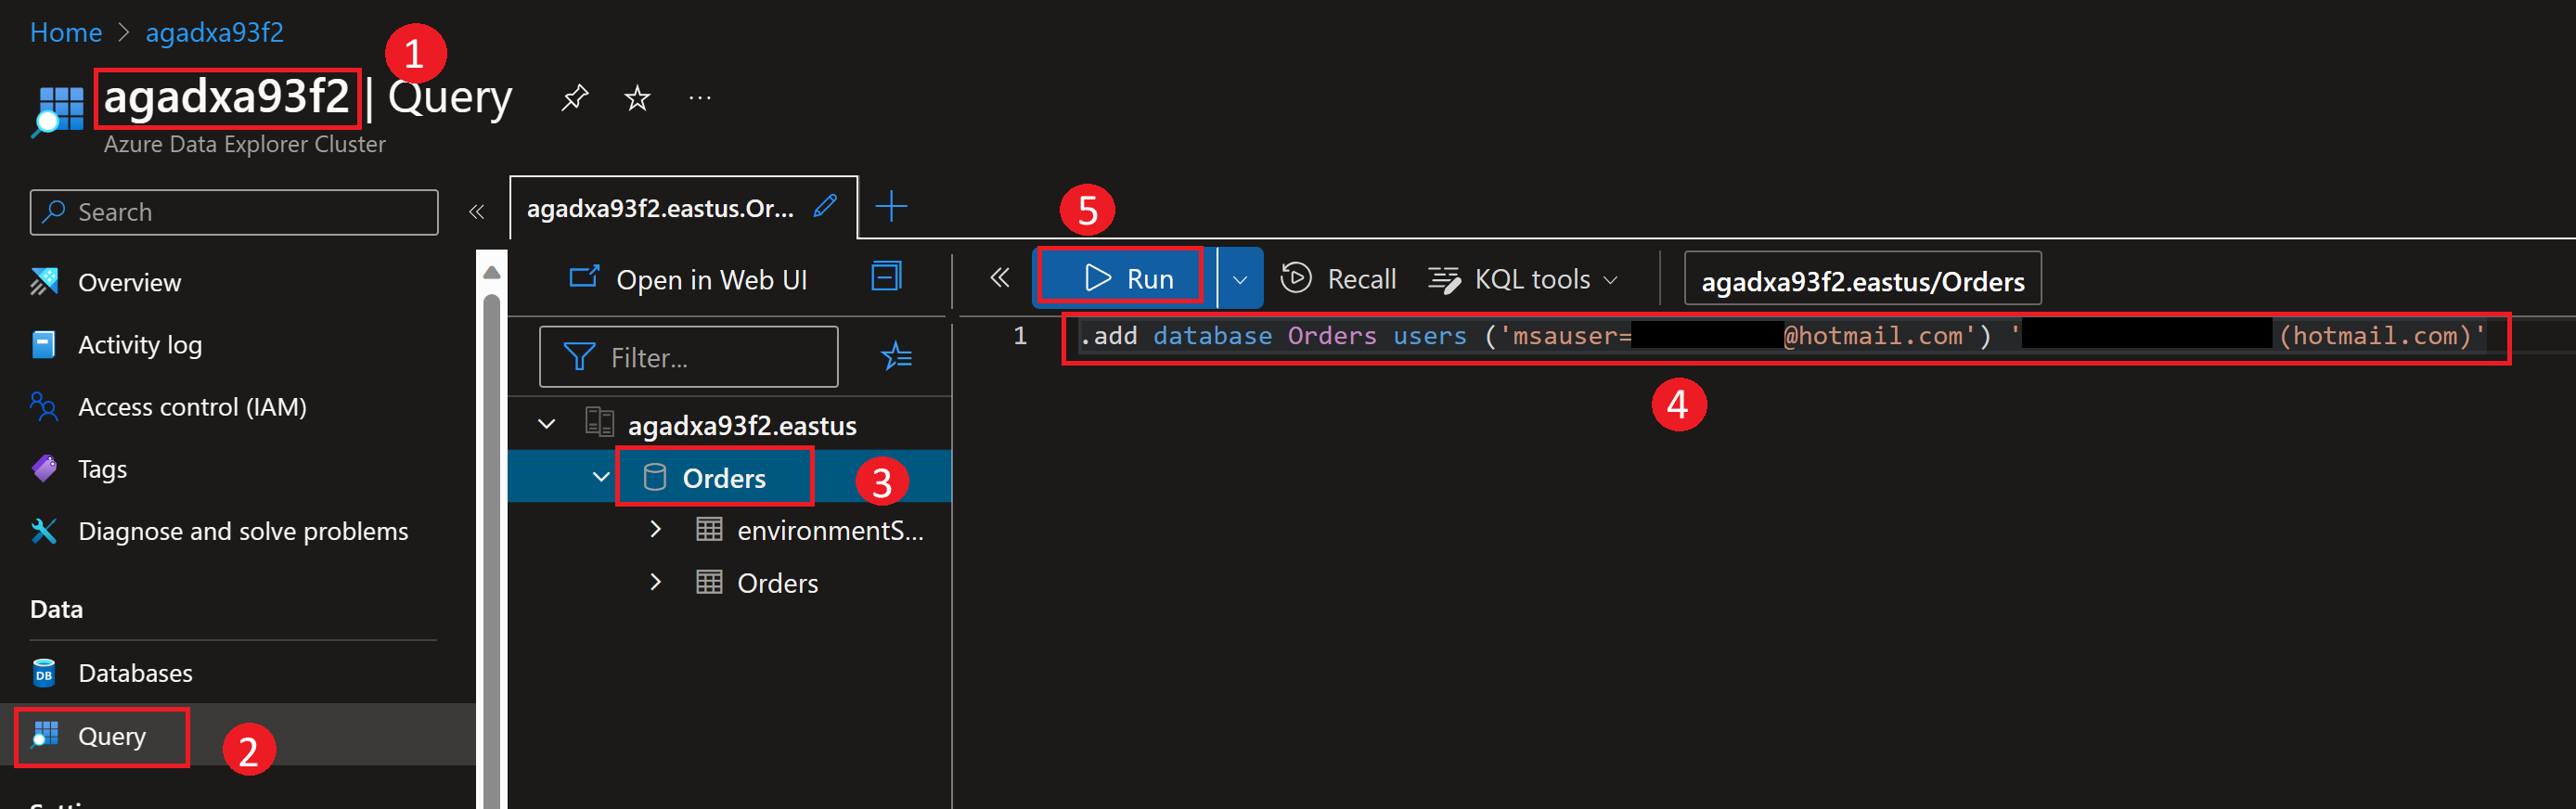 Home > agadxa93f2
1
agadxa93f2 | Query
Azure Data Explorer Cluster
Search
Overview
Activity log
Access control (IAM)
Tags
Diagnose and solve problems
Data
Databases
Query
2
agadxa93f2.eastus.Or...
Open in Web UI
Filter...
agadxa93f2.eastus
Orders
3
environmentS...
Orders
5
Run
Recall
KQL tools
agadxa93f2.eastus/Orders
1 .add database Orders users ('msauser= @hotmail.com') ' (hotmail.com)'
4